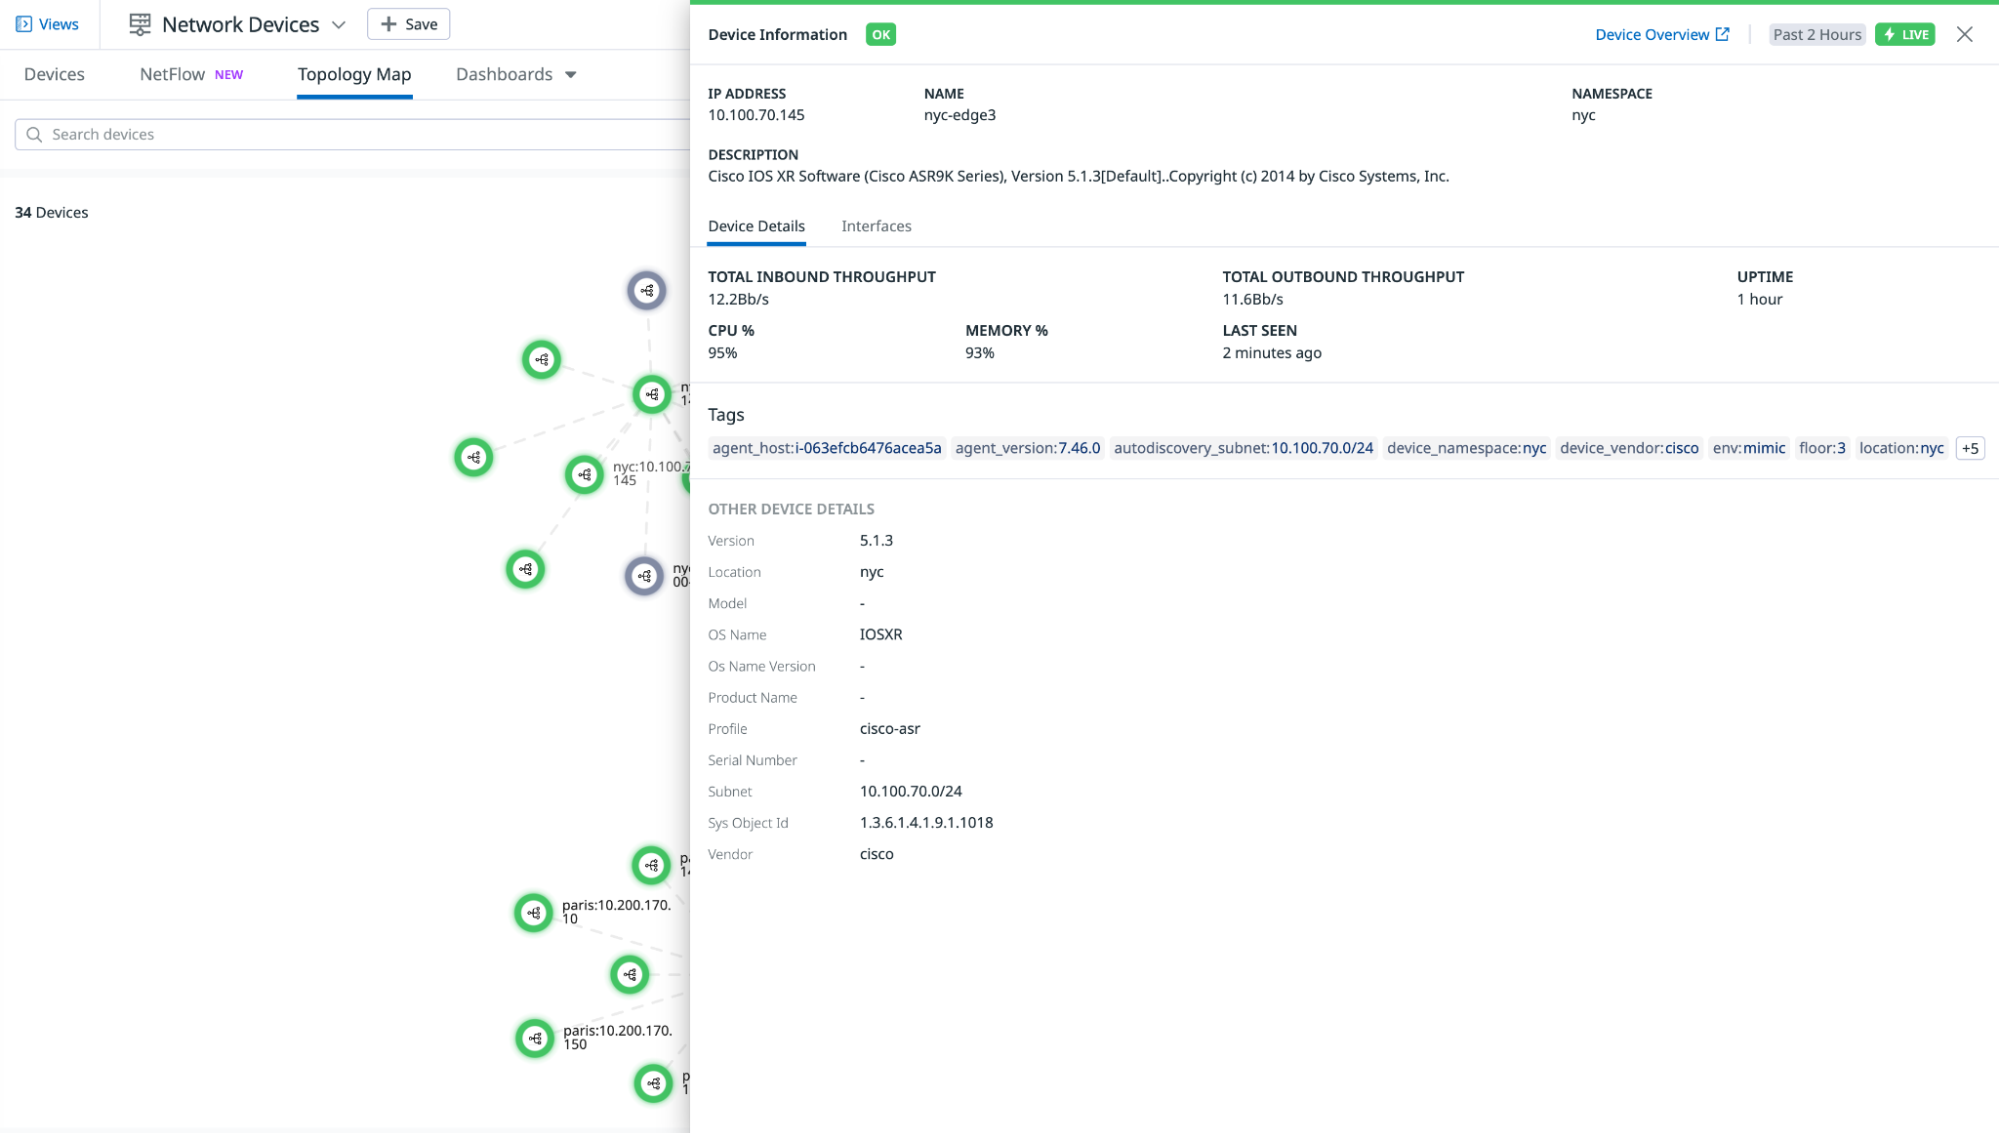 Views
Network Devices
Save
Devices
NetFlow NEW
Topology Map
Dashboards
Search devices
34 Devices
nyc:10.100.7
145
paris:10.200.170.
10
paris:10.200.170.
150
Device Information OK
Device Overview
Past 2 Hours
LIVE
IP ADDRESS
10.100.70.145
NAME
nyc-edge3
NAMESPACE
nyc
DESCRIPTION
Cisco IOS XR Software (Cisco ASR9K Series), Version 5.1.3[Default]..Copyright (c) 2014 by Cisco Systems, Inc.
Device Details
Interfaces
TOTAL INBOUND THROUGHPUT
12.2Bb/s
TOTAL OUTBOUND THROUGHPUT
11.6Bb/s
UPTIME
1 hour
CPU %
95%
MEMORY %
93%
LAST SEEN
2 minutes ago
Tags
agent_host:i-063efcb6476acea5a agent_version:7.46.0 autodiscovery_subnet:10.100.70.0/24 device_namespace:nyc device_vendor:cisco env:mimic floor:3 location:nyc +5
OTHER DEVICE DETAILS
Version 5.1.3
Location nyc
Model -
OS Name IOSXR
Os Name Version -
Product Name -
Profile cisco-asr
Serial Number -
Subnet 10.100.70.0/24
Sys Object Id 1.3.6.1.4.1.9.1.1018
Vendor cisco